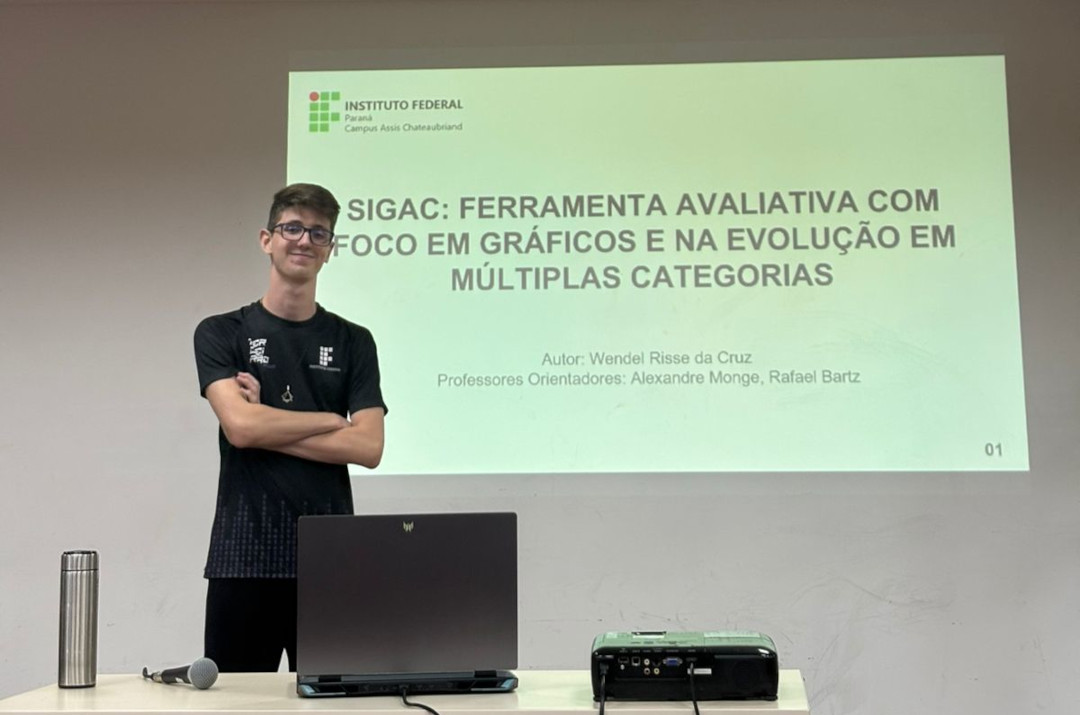 INSTITUTO FEDERAL
Paraná
Campus Assis Chateaubriand
SIGAC: FERRAMENTA AVALIATIVA COM
FOCO EM GRÁFICOS E NA EVOLUÇÃO EM
MÚLTIPLAS CATEGORIAS
Autor: Wendel Risse da Cruz
Professores Orientadores: Alexandre Monge, Rafael Bartz
01